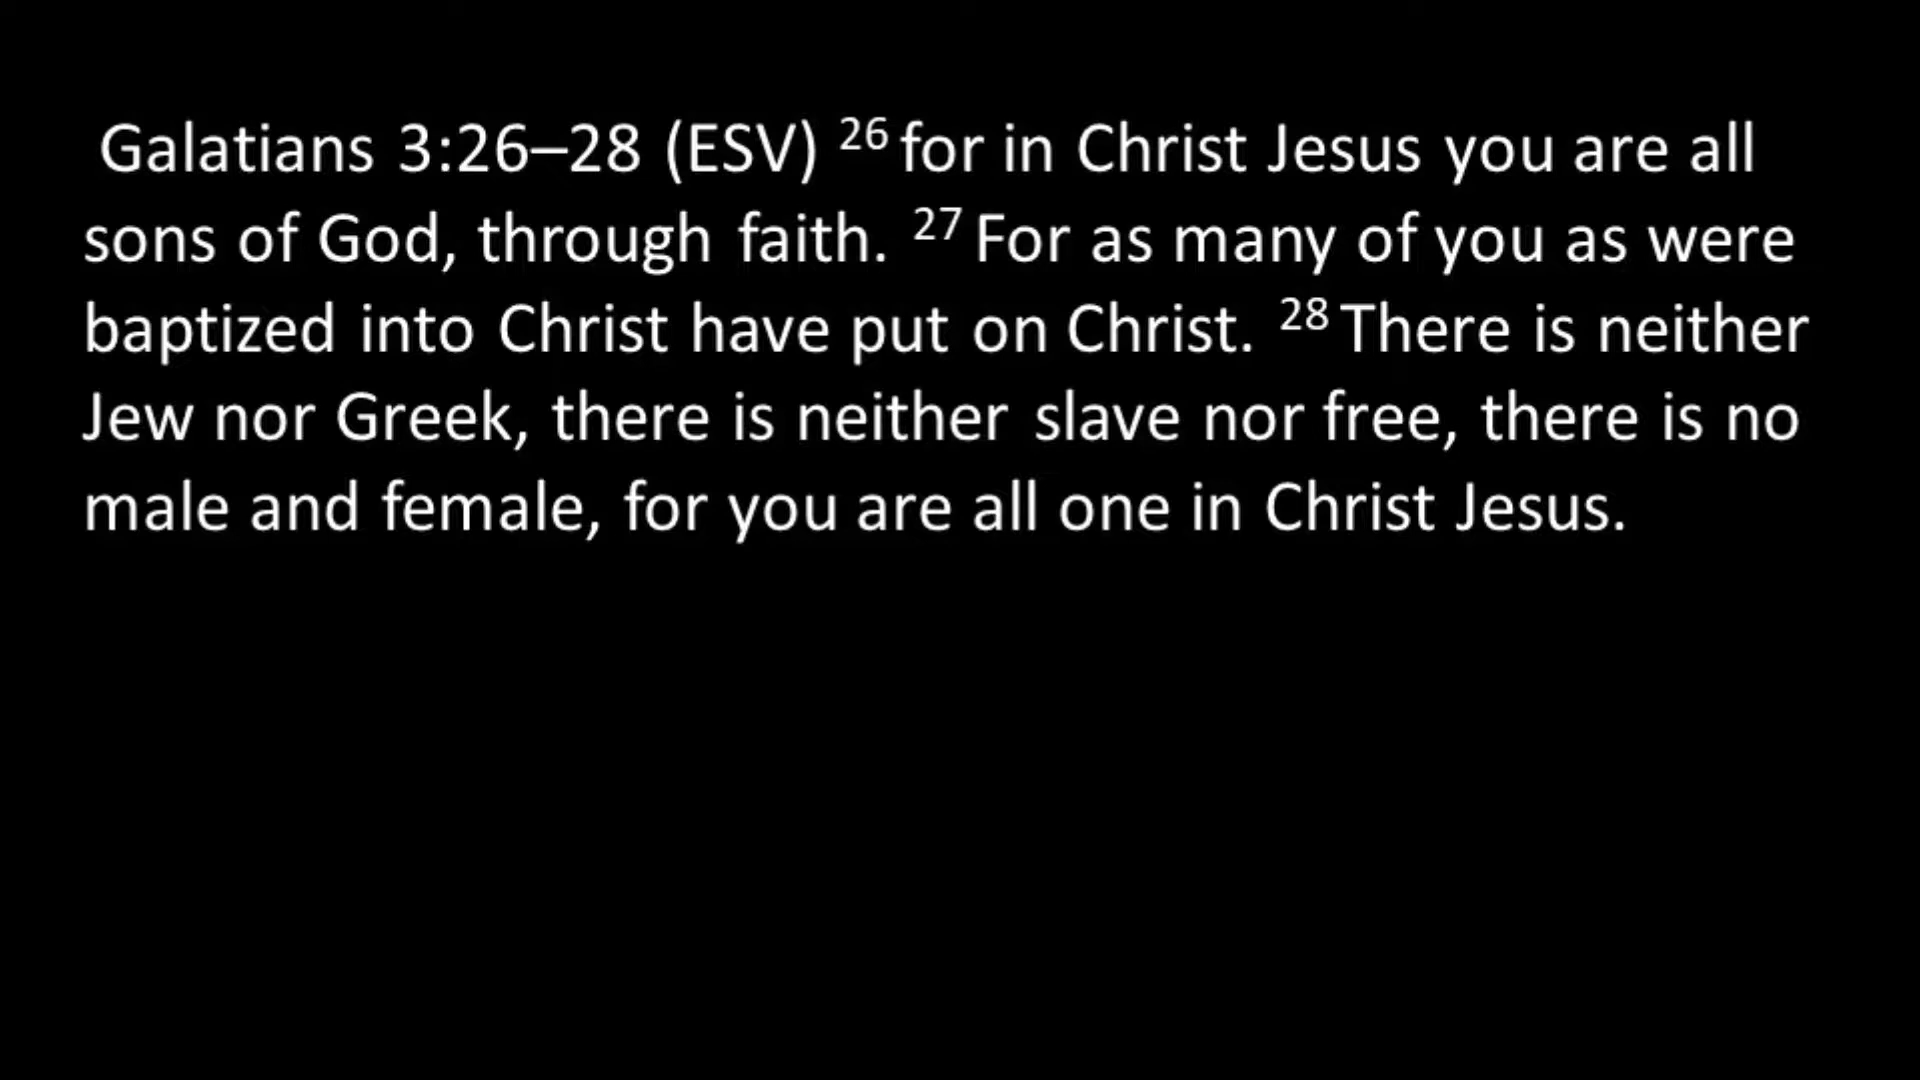 Galatians 3:26–28 (ESV) 26 for in Christ Jesus you are all
sons of God, through faith. 27 For as many of you as were
baptized into Christ have put on Christ. 28 There is neither
Jew nor Greek, there is neither slave nor free, there is no
male and female, for you are all one in Christ Jesus.